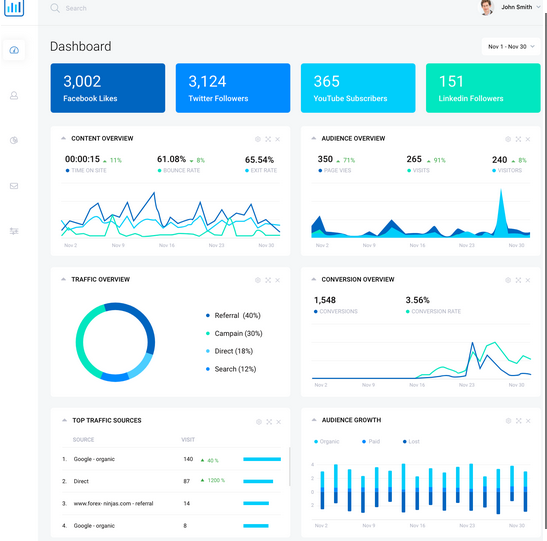 Search
John Smith
Dashboard
Nov 1 - Nov 30
3,002
Facebook Likes
3,124
Twitter Followers
365
YouTube Subscribers
151
Linkedin Followers
CONTENT OVERVIEW
00:00:15 11%
TIME ON SITE
61.08% 8%
BOUNCE RATE
65.54%
EXIT RATE
Nov 2 Nov 9 Nov 16 Nov 23 Nov 30
AUDIENCE OVERVIEW
350 71%
PAGE VIES
265 91%
VISITS
240 8%
VISITORS
Nov 2 Nov 9 Nov 16 Nov 23 Nov 30
TRAFFIC OVERVIEW
Referral (40%)
Campain (30%)
Direct (18%)
Search (12%)
CONVERSION OVERVIEW
1,548
CONVERSIONS
3.56%
CONVERSION RATE
Nov 2 Nov 9 Nov 16 Nov 23 Nov 30
TOP TRAFFIC SOURCES
SOURCE VISIT
1. Google - organic 140 40 %
2. Direct 87 1200 %
3. www.forex- ninjas.com - referral 14
4. Google - organic 8
AUDIENCE GROWTH
Organic Paid Lost
Nov 2 Nov 9 Nov 16 Nov 23 Nov 30